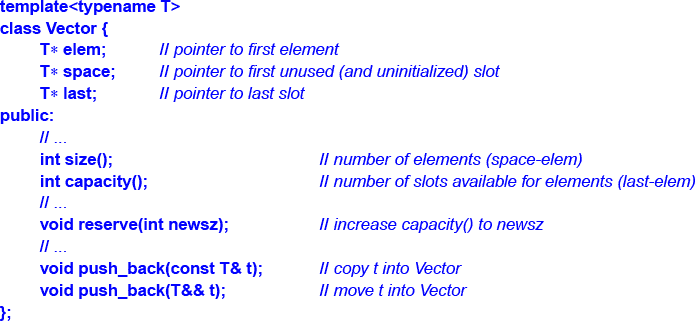 template<typename T>
class Vector {
T* elem; // pointer to first element
T* space; // pointer to first unused (and uninitialized) slot
T* last; // pointer to last slot
public:
// ...
int size(); // number of elements (space-elem)
int capacity(); // number of slots available for elements (last-elem)
// ...
void reserve(int newsz); // increase capacity() to newsz
// ...
void push_back(const T& t); // copy t into Vector
void push_back(T&& t); // move t into Vector
};